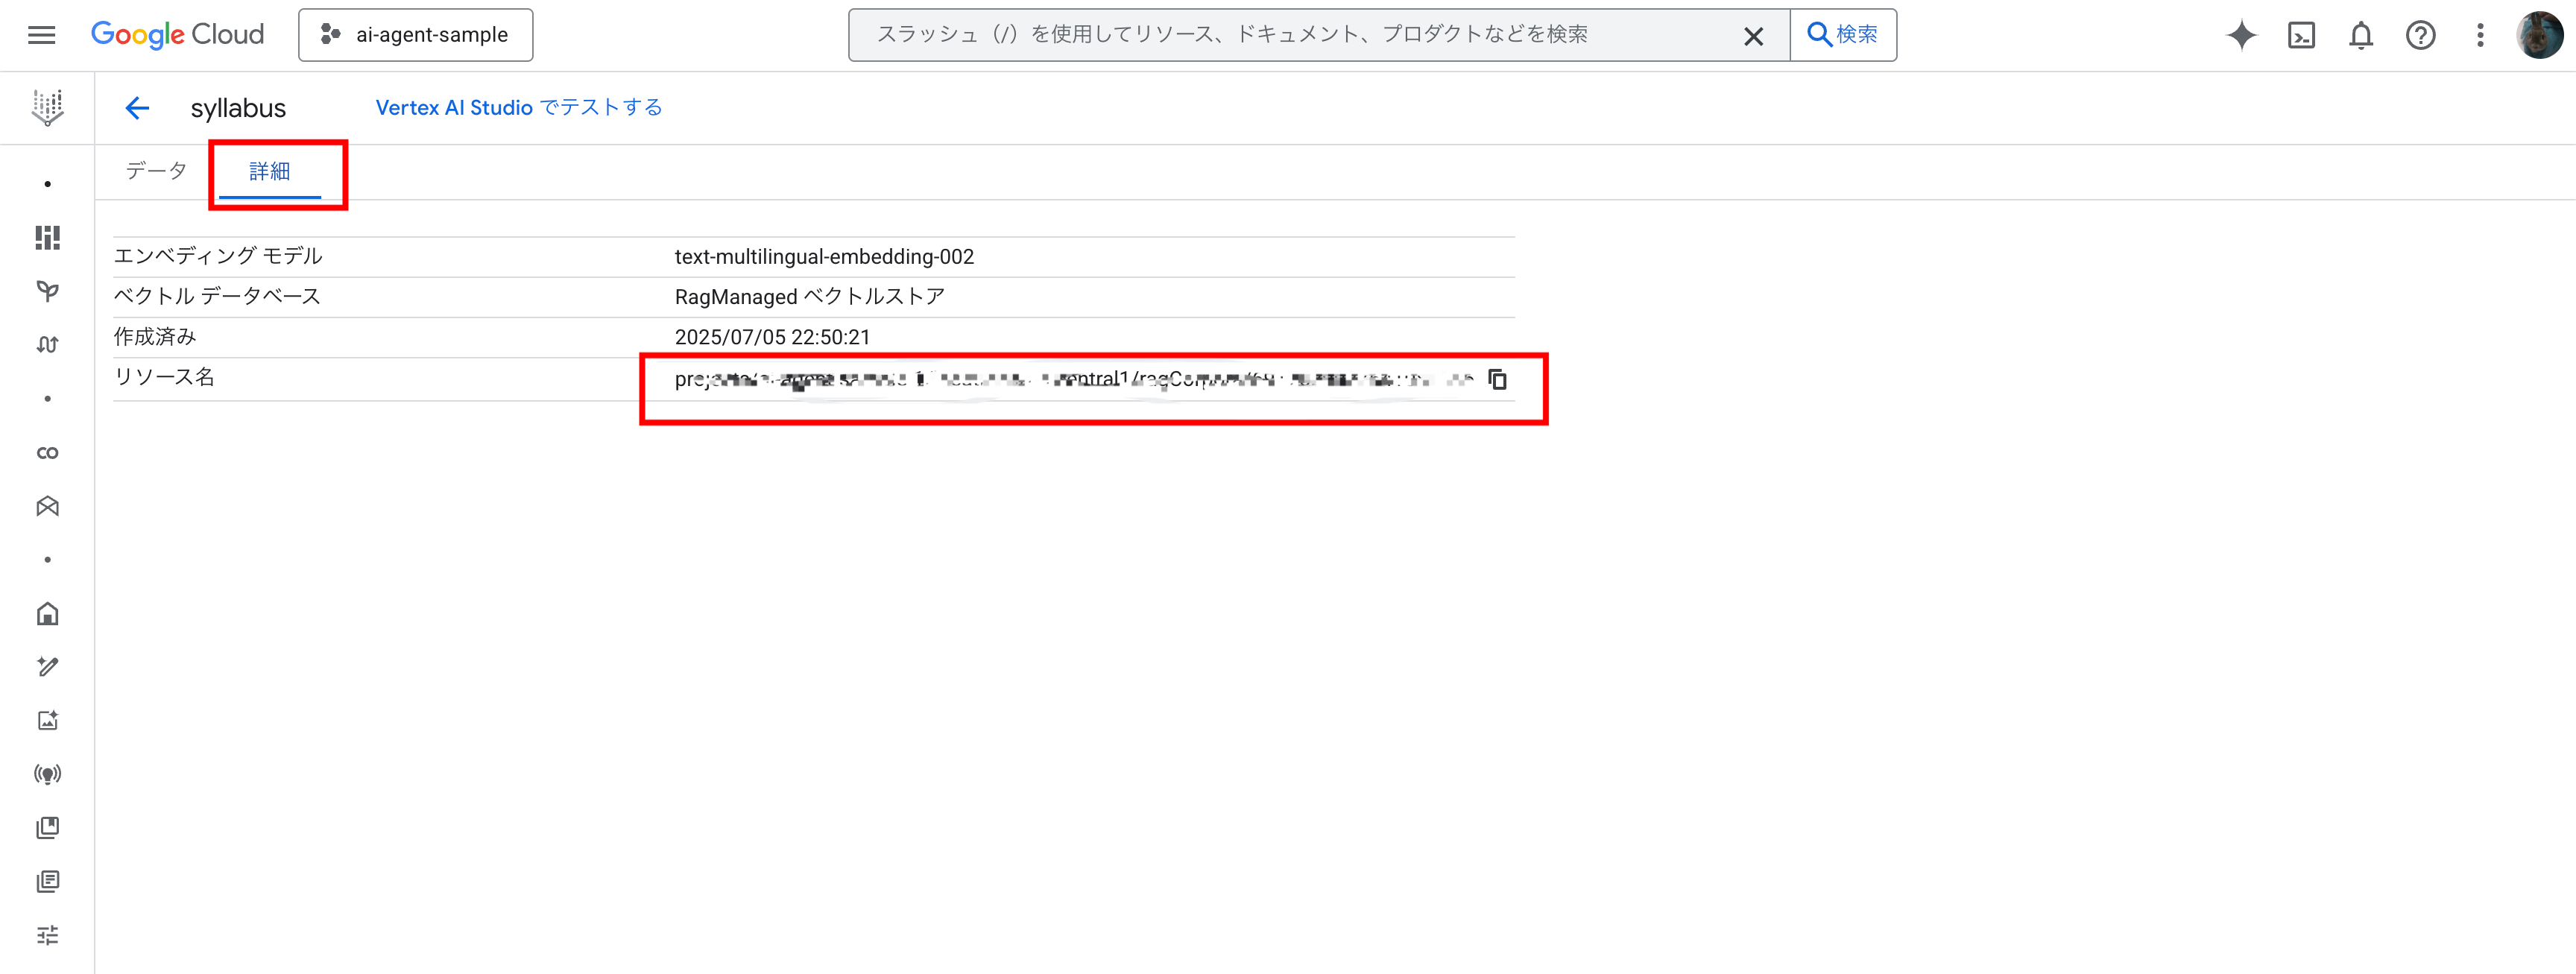 Google Cloud
ai-agent-sample
スラッシュ（/）を使用してリソース、ドキュメント、プロダクトなどを検索
検索
syllabus
Vertex AI Studio でテストする
データ
詳細
エンベディング モデル
text-multilingual-embedding-002
ベクトル データベース
RagManaged ベクトルストア
作成済み
2025/07/05 22:50:21
リソース名